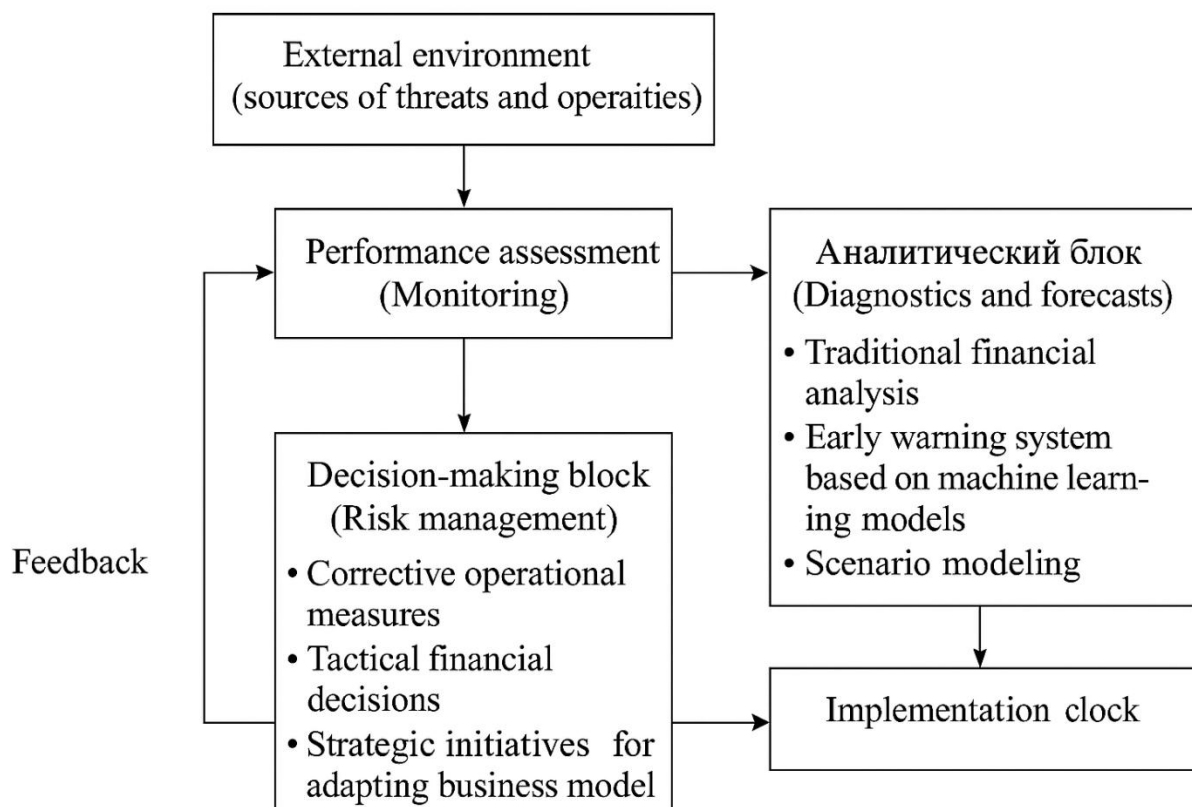 External environment
(sources of threats and operaities)
Performance assessment
(Monitoring)
Аналитический блок
(Diagnostics and forecasts)
• Traditional financial
analysis
• Early warning system
based on machine learn-
ing models
• Scenario modeling
Decision-making block
(Risk management)
• Corrective operational
measures
• Tactical financial
decisions
• Strategic initiatives for
adapting business model
Feedback
Implementation clock